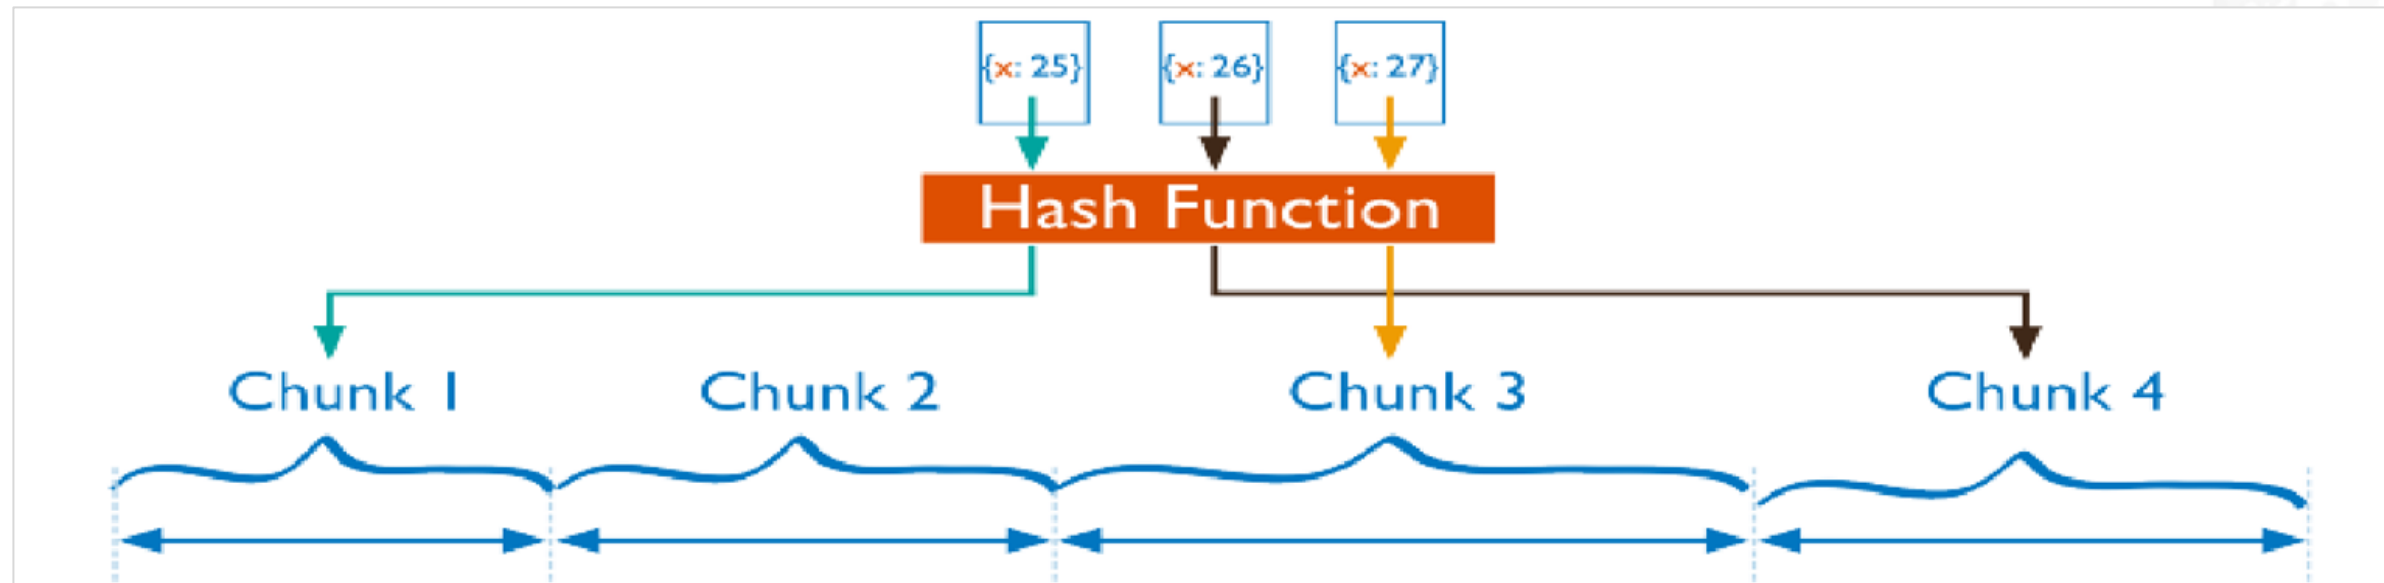 {x: 25} {x: 26} {x: 27}
Hash Function
Chunk 1 Chunk 2 Chunk 3 Chunk 4